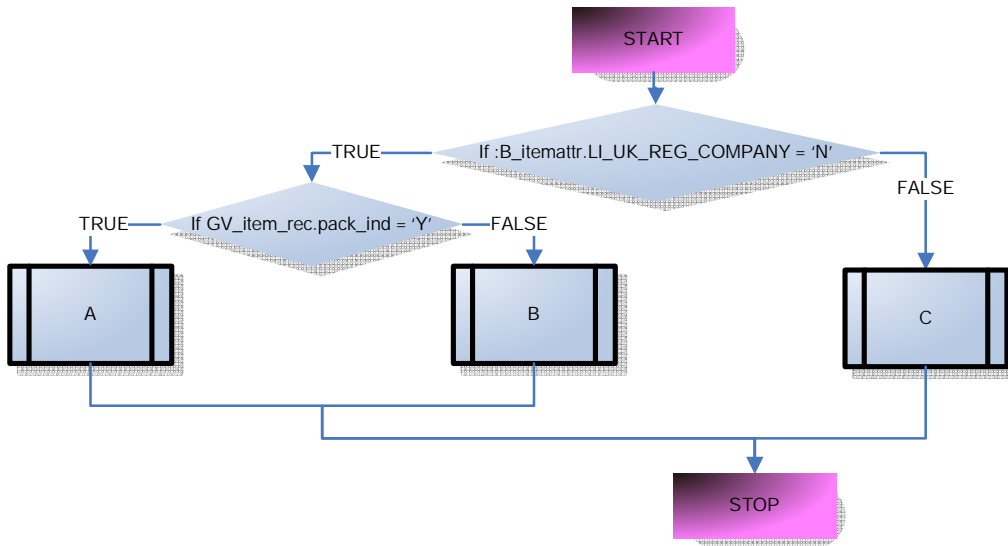 START
If :B_itemattr.LI_UK_REG_COMPANY = ‘N’
TRUE
FALSE
If GV_item_rec.pack_ind = ‘Y’
TRUE
FALSE
A
B
C
STOP